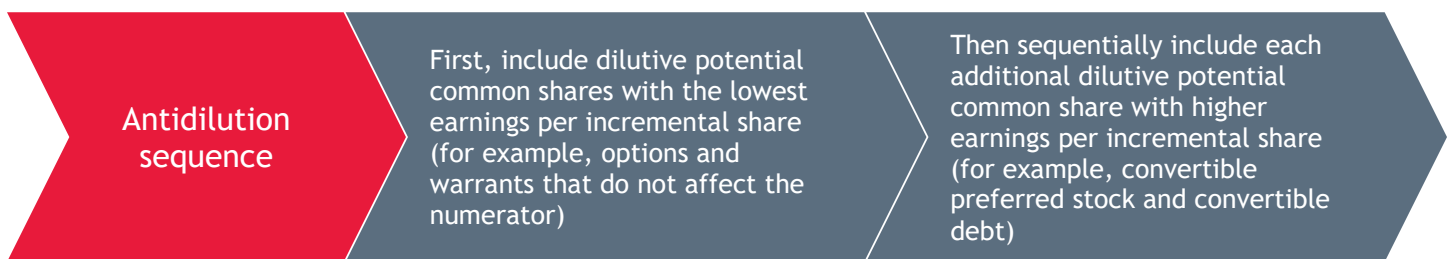 Antidilution
sequence
First, include dilutive potential
common shares with the lowest
earnings per incremental share
(for example, options and
warrants that do not affect the
numerator)
Then sequentially include each
additional dilutive potential
common share with higher
earnings per incremental share
(for example, convertible
preferred stock and convertible
debt)